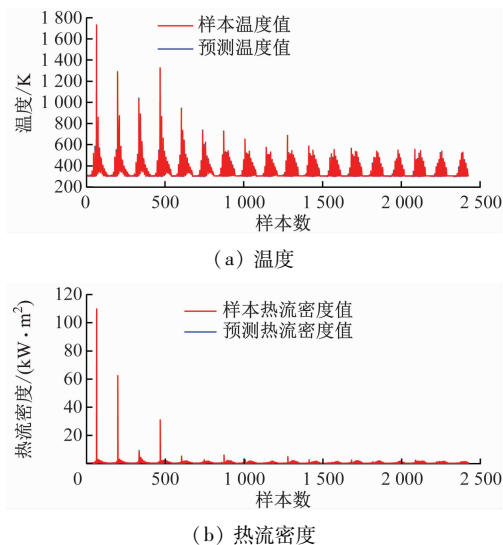 1 800
1 600
1 400
1 200
1 000
800
600
400
200
温度/K
样本温度值
预测温度值
0
500
1 000
1 500
2 000
2 500
样本数
(a) 温度
120
100
80
60
40
20
0
热流密度/(kW·m²)
样本热流密度值
预测热流密度值
500
1 000
1 500
2 000
2 500
样本数
(b) 热流密度